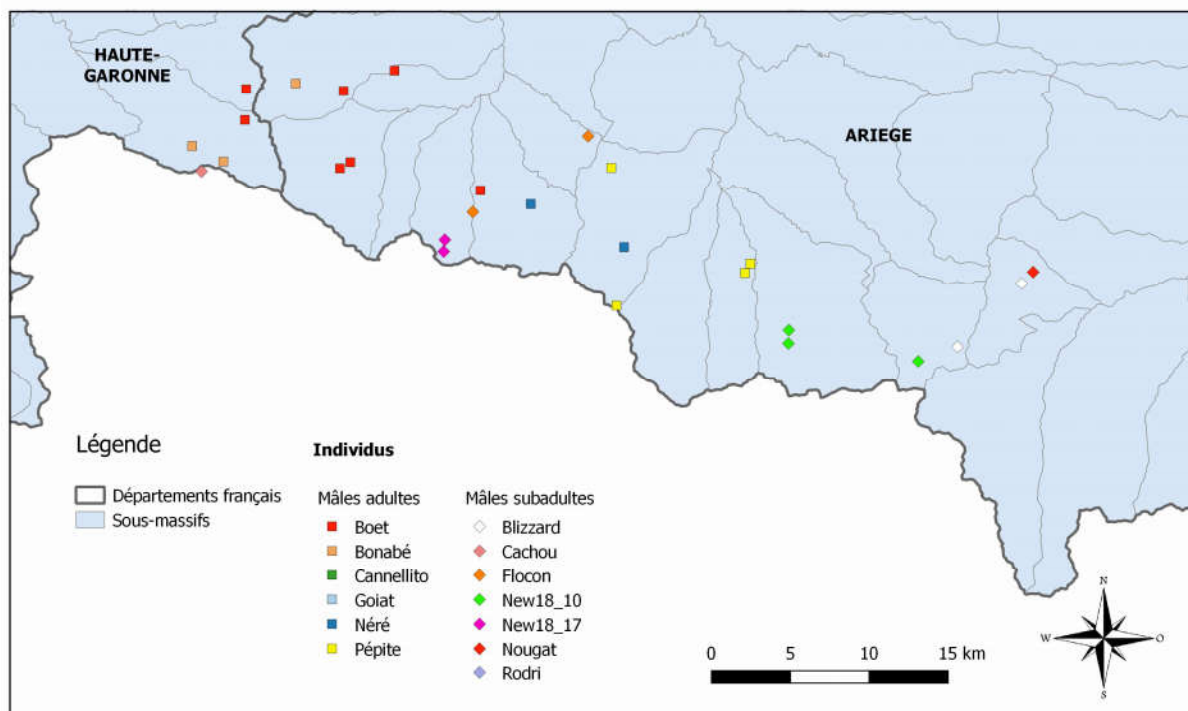 HAUTE-
GARONNE
ARIEGE
Légende
Départements français
Sous-massifs
Individus
Mâles adultes
Boet
Bonabé
Cannellito
Goiat
Néré
Pépite
Mâles subadultes
Blizzard
Cachou
Flocon
New18_10
New18_17
Nougat
Rodri
0 5 10 15 km
N
W O
S